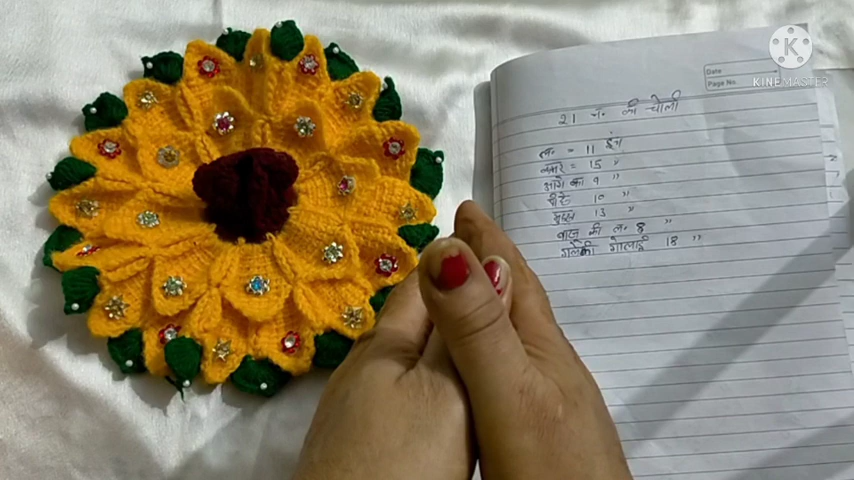 KINEMASTER
Date
Page No.
21 नं. की चोली
ल॰ = 11 इंच
कमर = 15 "
आगे का 9 "
पीछे 10 "
13 "
बाजू की ल॰ 8 "
गले की गोलाई 18 "